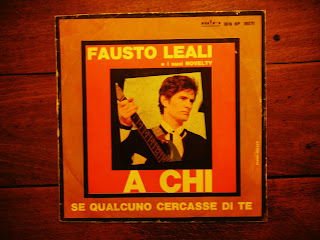 FAUSTO LEALI
e i suoi NOVELTY
A CHI
SE QUALCUNO CERCASSE DI TE